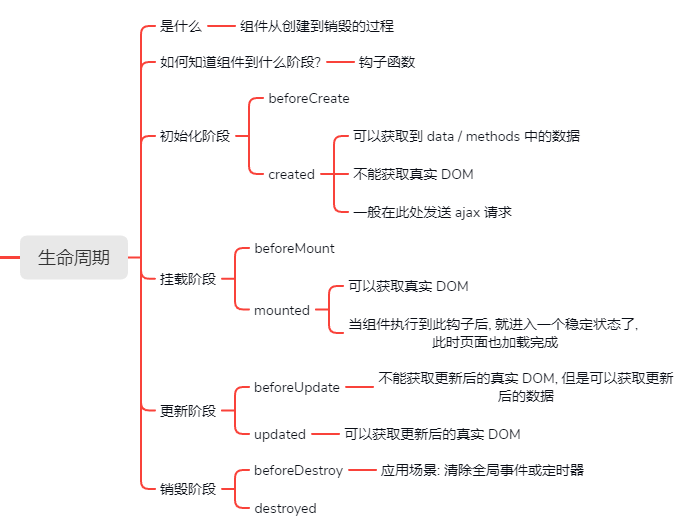 生命周期
是什么
组件从创建到销毁的过程
如何知道组件到什么阶段?
钩子函数
初始化阶段
beforeCreate
created
可以获取到 data / methods 中的数据
不能获取真实 DOM
一般在此处发送 ajax 请求
挂载阶段
beforeMount
mounted
可以获取真实 DOM
当组件执行到此钩子后, 就进入一个稳定状态了,
此时页面也加载完成
更新阶段
beforeUpdate
不能获取更新后的真实 DOM, 但是可以获取更新
后的数据
updated
可以获取更新后的真实 DOM
销毁阶段
beforeDestroy
应用场景: 清除全局事件或定时器
destroyed